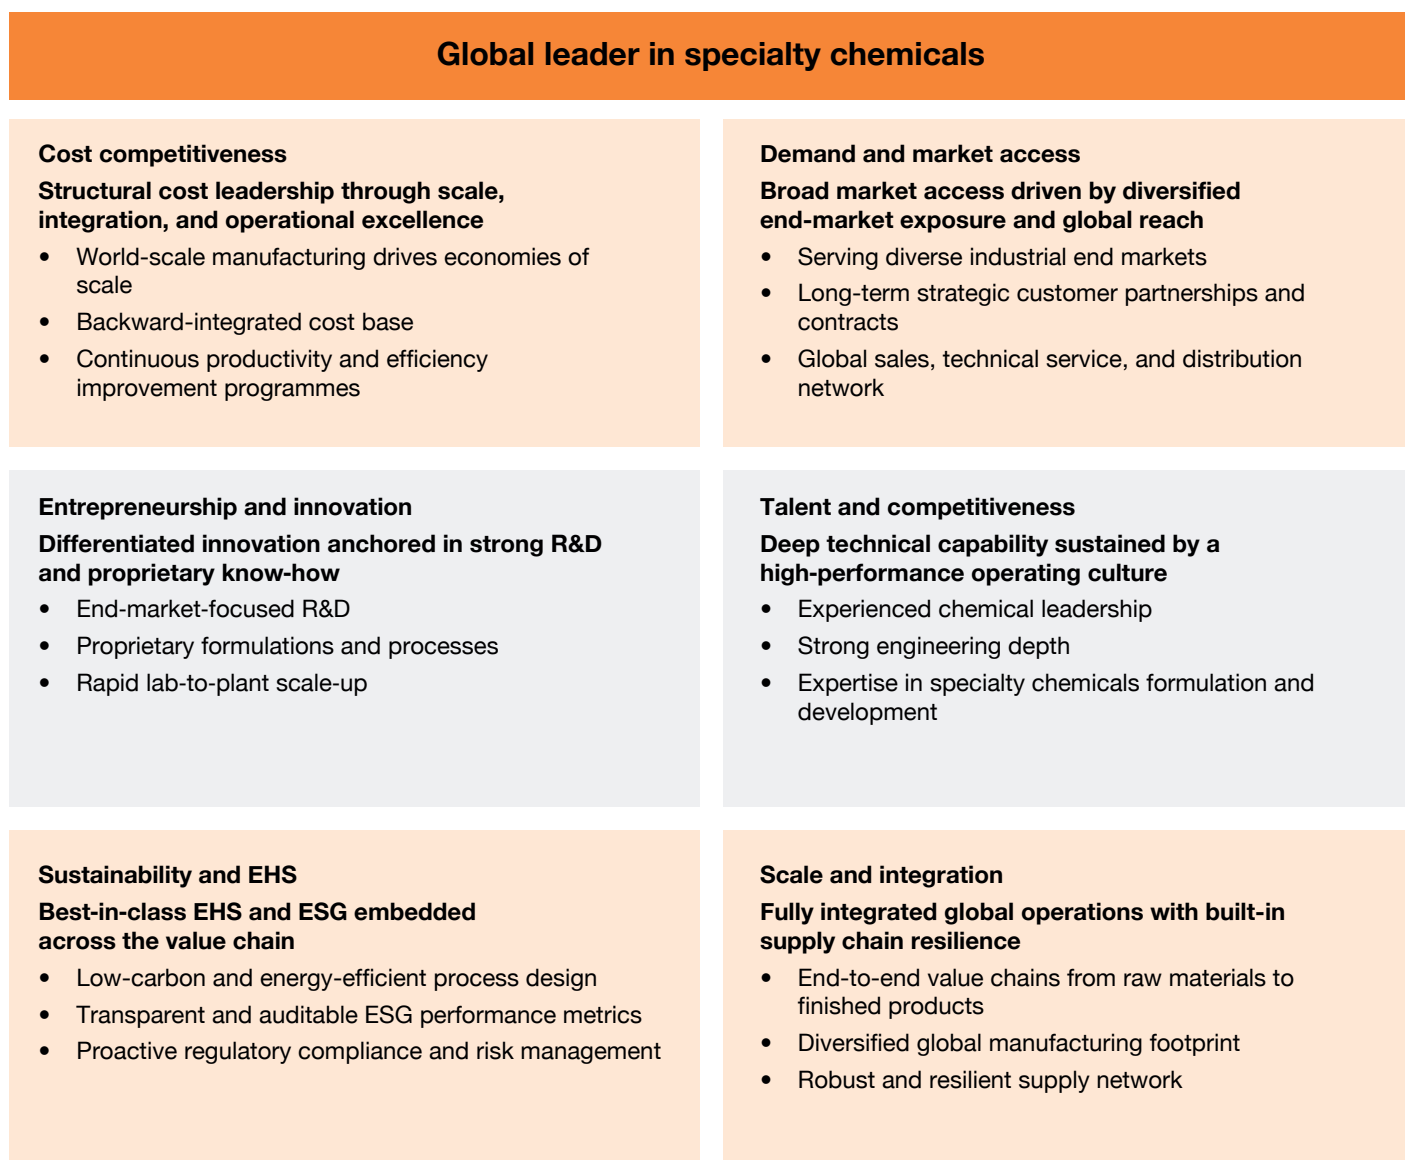 Global leader in specialty chemicals
Cost competitiveness
Structural cost leadership through scale,
integration, and operational excellence
• World-scale manufacturing drives economies of
scale
• Backward-integrated cost base
• Continuous productivity and efficiency
improvement programmes
Demand and market access
Broad market access driven by diversified
end-market exposure and global reach
• Serving diverse industrial end markets
• Long-term strategic customer partnerships and
contracts
• Global sales, technical service, and distribution
network
Entrepreneurship and innovation
Differentiated innovation anchored in strong R&D
and proprietary know-how
• End-market-focused R&D
• Proprietary formulations and processes
• Rapid lab-to-plant scale-up
Talent and competitiveness
Deep technical capability sustained by a
high-performance operating culture
• Experienced chemical leadership
• Strong engineering depth
• Expertise in specialty chemicals formulation and
development
Sustainability and EHS
Best-in-class EHS and ESG embedded
across the value chain
• Low-carbon and energy-efficient process design
• Transparent and auditable ESG performance metrics
• Proactive regulatory compliance and risk management
Scale and integration
Fully integrated global operations with built-in
supply chain resilience
• End-to-end value chains from raw materials to
finished products
• Diversified global manufacturing footprint
• Robust and resilient supply network